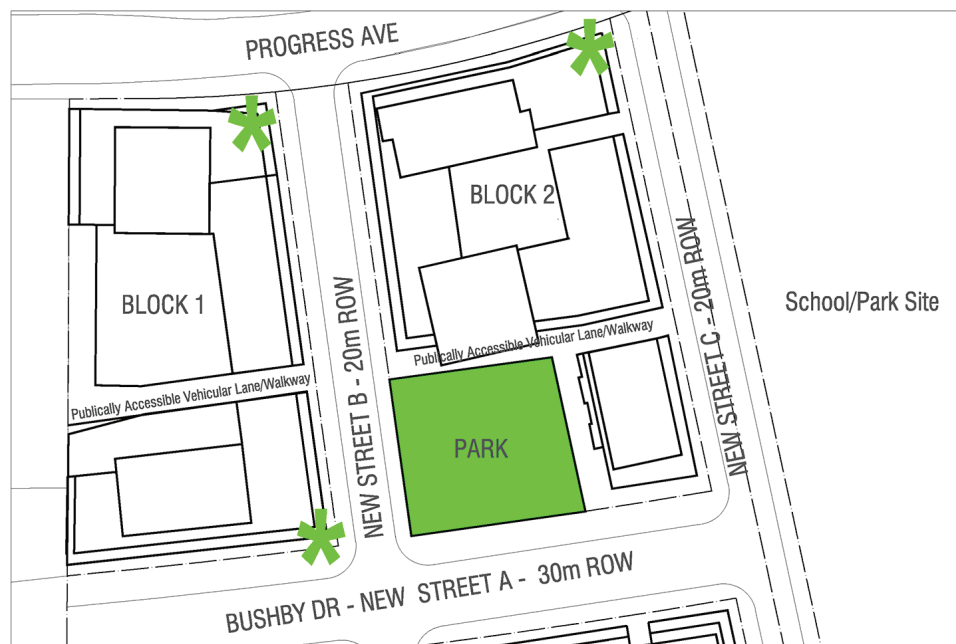 PROGRESS AVE
BLOCK 2
BLOCK 1
School/Park Site
NEW STREET B - 20m ROW
NEW STREET C - 20m ROW
Publically Accessible Vehicular Lane/Walkway
Publically Accessible Vehicular Lane/Walkway
PARK
BUSHBY DR - NEW STREET A - 30m ROW